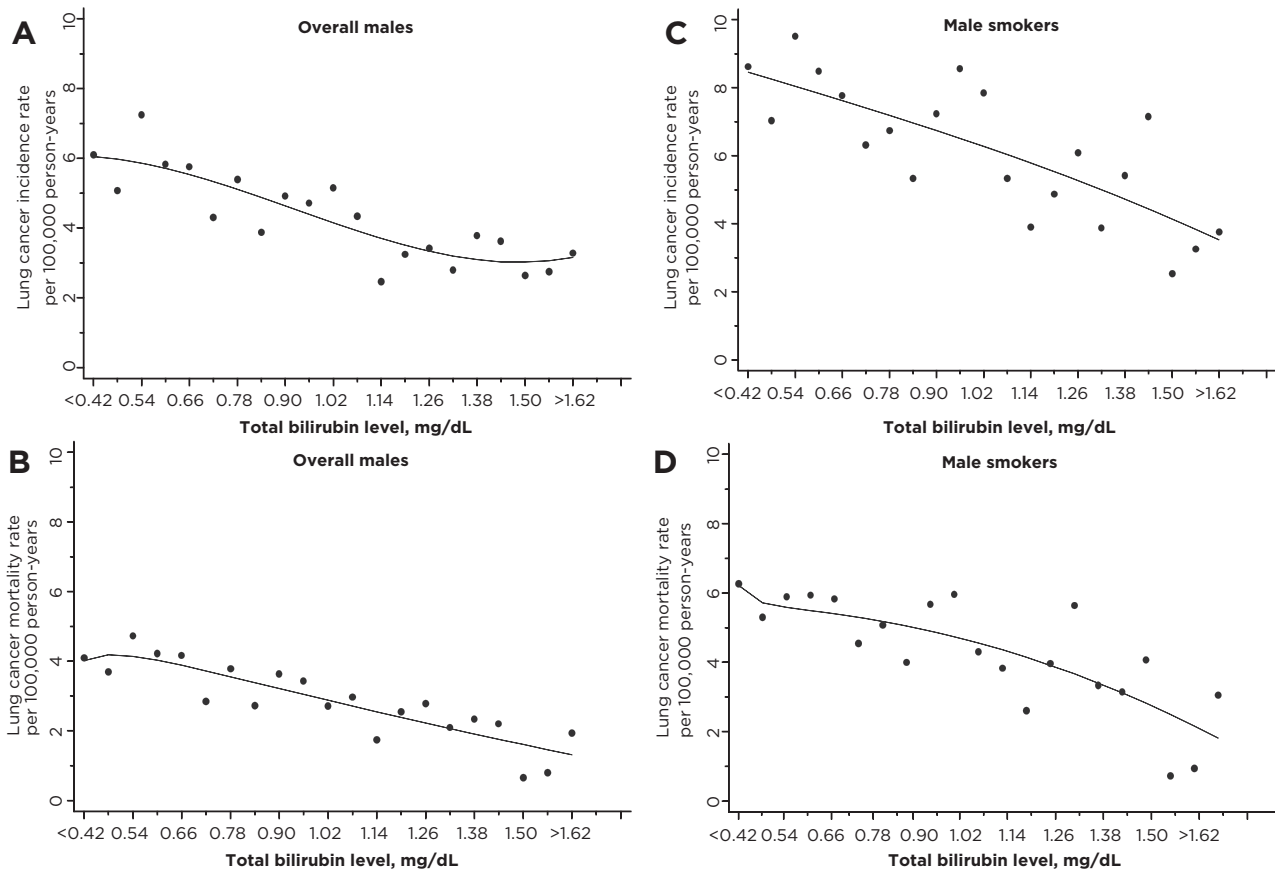 A
Overall males
Lung cancer incidence rate
per 100,000 person-years
10
8
6
4
2
0
<0.42 0.54 0.66 0.78 0.90 1.02 1.14 1.26 1.38 1.50 >1.62
Total bilirubin level, mg/dL
C
Male smokers
Lung cancer incidence rate
per 100,000 person-years
10
8
6
4
2
0
<0.42 0.54 0.66 0.78 0.90 1.02 1.14 1.26 1.38 1.50 >1.62
Total bilirubin level, mg/dL
B
Overall males
Lung cancer mortality rate
per 100,000 person-years
10
8
6
4
2
0
<0.42 0.54 0.66 0.78 0.90 1.02 1.14 1.26 1.38 1.50 >1.62
Total bilirubin level, mg/dL
D
Male smokers
Lung cancer mortality rate
per 100,000 person-years
10
8
6
4
2
0
<0.42 0.54 0.66 0.78 0.90 1.02 1.14 1.26 1.38 1.50 >1.62
Total bilirubin level, mg/dL